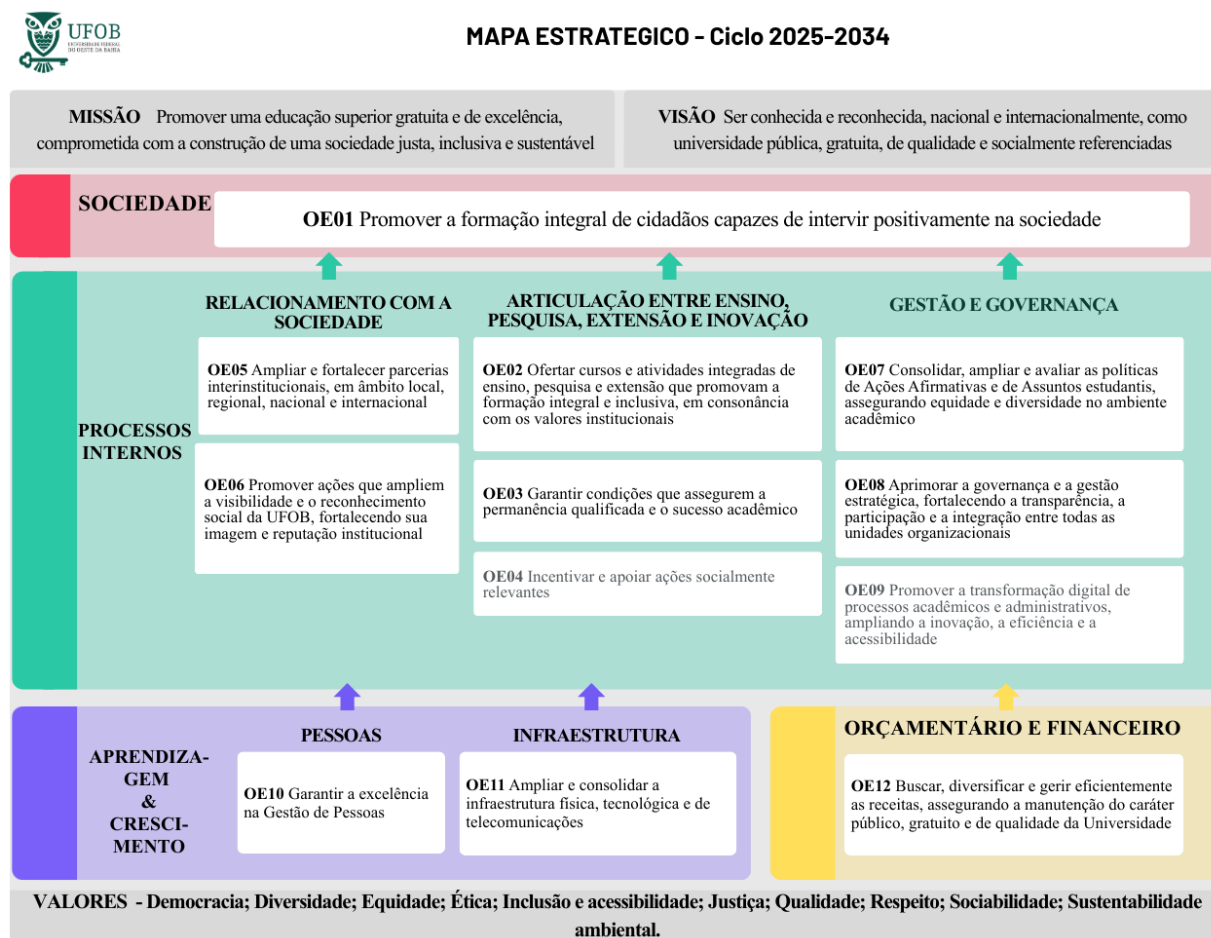 UFOB
UNIVERSIDADE FEDERAL
DO OESTE DA BAHIA
MAPA ESTRATEGICO - Ciclo 2025-2034
MISSÃO Promover uma educação superior gratuita e de excelência,
comprometida com a construção de uma sociedade justa, inclusiva e sustentável
VISÃO Ser conhecida e reconhecida, nacional e internacionalmente, como
universidade pública, gratuita, de qualidade e socialmente referenciadas
SOCIEDADE
OE01 Promover a formação integral de cidadãos capazes de intervir positivamente na sociedade
PROCESSOS
INTERNOS
RELACIONAMENTO COM A
SOCIEDADE
OE05 Ampliar e fortalecer parcerias
interinstitucionais, em âmbito local,
regional, nacional e internacional
OE06 Promover ações que ampliem
a visibilidade e o reconhecimento
social da UFOB, fortalecendo sua
imagem e reputação institucional
ARTICULAÇÃO ENTRE ENSINO,
PESQUISA, EXTENSÃO E INOVAÇÃO
OE02 Ofertar cursos e atividades integradas de
ensino, pesquisa e extensão que promovam a
formação integral e inclusiva, em consonância
com os valores institucionais
OE03 Garantir condições que assegurem a
permanência qualificada e o sucesso acadêmico
OE04 Incentivar e apoiar ações socialmente
relevantes
GESTÃO E GOVERNANÇA
OE07 Consolidar, ampliar e avaliar as políticas
de Ações Afirmativas e de Assuntos estudantis,
assegurando equidade e diversidade no ambiente
acadêmico
OE08 Aprimorar a governança e a gestão
estratégica, fortalecendo a transparência, a
participação e a integração entre todas as
unidades organizacionais
OE09 Promover a transformação digital de
processos acadêmicos e administrativos,
ampliando a inovação, a eficiência e a
acessibilidade
APRENDIZA-
GEM
&
CRESCI-
MENTO
PESSOAS
OE10 Garantir a excelência
na Gestão de Pessoas
INFRAESTRUTURA
OE11 Ampliar e consolidar a
infraestrutura física, tecnológica e de
telecomunicações
ORÇAMENTÁRIO E FINANCEIRO
OE12 Buscar, diversificar e gerir eficientemente
as receitas, assegurando a manutenção do caráter
público, gratuito e de qualidade da Universidade
VALORES - Democracia; Diversidade; Equidade; Ética; Inclusão e acessibilidade; Justiça; Qualidade; Respeito; Sociabilidade; Sustentabilidade
ambiental.